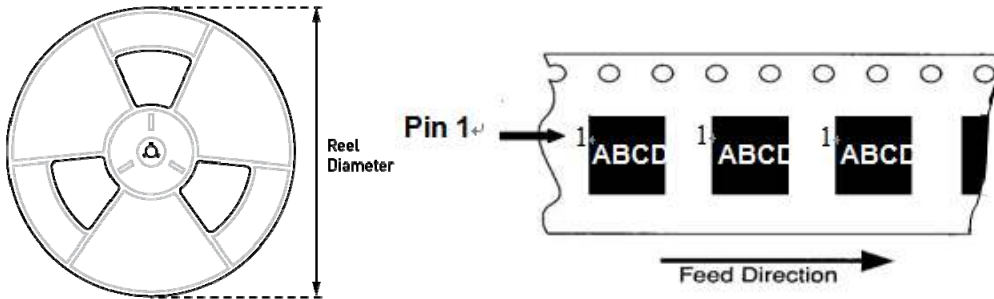 Reel
Diameter
Pin 1↵
1 ABCD 1 ABCD 1 ABCD
Feed Direction